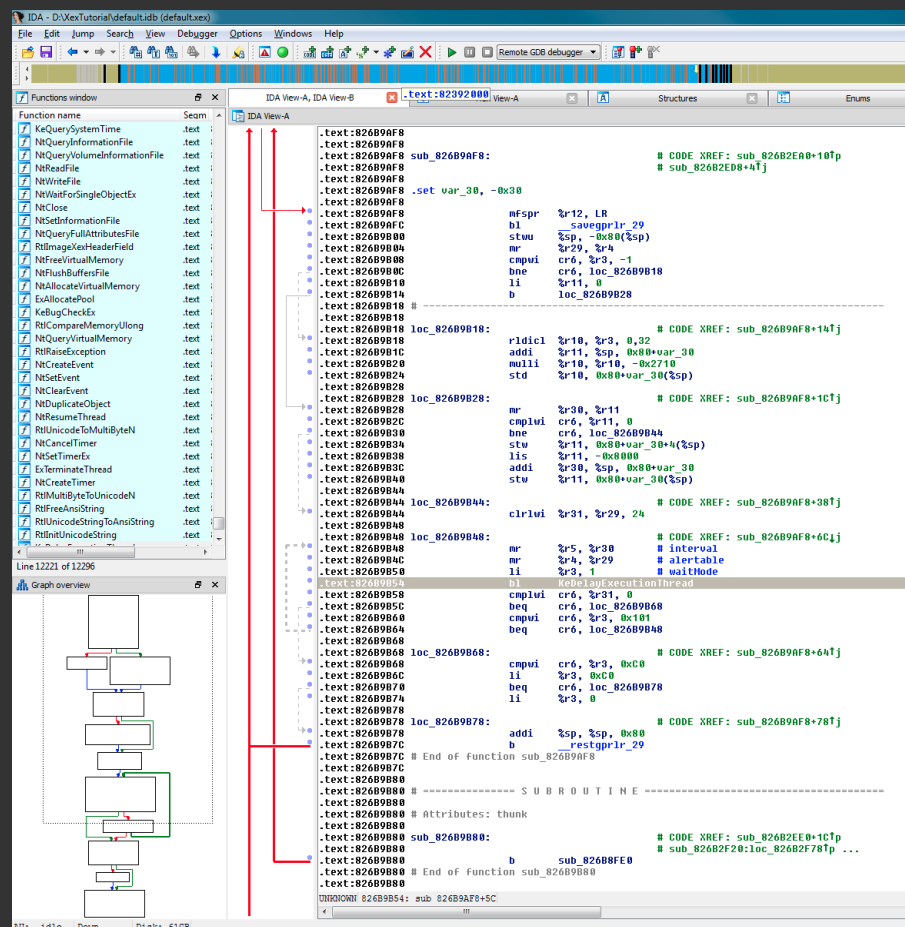 IDA - D:\XexTutorial\default.idb (default.xex)
File Edit Jump Search View Debugger Options Windows Help
Remote GDB debugger
Functions window
IDA View-A, IDA View-B
.text:82392000
View-A
Structures
Enums
Function name Segm
IDA View-A
KeQuerySystemTime .text
NtQueryInformationFile .text
NtQueryVolumeInformationFile .text
NtReadFile .text
NtWriteFile .text
NtWaitForSingleObjectEx .text
NtClose .text
NtSetInformationFile .text
NtQueryFullAttributesFile .text
RtlImageXexHeaderField .text
NtFreeVirtualMemory .text
NtFlushBuffersFile .text
NtAllocateVirtualMemory .text
ExAllocatePool .text
KeBugCheckEx .text
RtlCompareMemoryUlong .text
NtQueryVirtualMemory .text
RtlRaiseException .text
NtCreateEvent .text
NtSetEvent .text
NtClearEvent .text
NtDuplicateObject .text
NtResumeThread .text
RtlUnicodeToMultiByteN .text
NtCancelTimer .text
NtSetTimerEx .text
ExTerminateThread .text
NtCreateTimer .text
RtlMultiByteToUnicodeN .text
RtlFreeAnsiString .text
RtlUnicodeStringToAnsiString .text
RtlInitUnicodeString .text
Line 12221 of 12296
Graph overview
.text:826B9AF8
.text:826B9AF8
.text:826B9AF8 sub_826B9AF8: # CODE XREF: sub_826B2EA0+10↑p
.text:826B9AF8 # sub_826B2ED8+4↑j
.text:826B9AF8
.text:826B9AF8 .set var_30, -0x30
.text:826B9AF8
.text:826B9AF8 mfspr %r12, LR
.text:826B9AFC bl __savegprlr_29
.text:826B9B00 stwu %sp, -0x80(%sp)
.text:826B9B04 mr %r29, %r4
.text:826B9B08 cmpwi cr6, %r3, -1
.text:826B9B0C bne cr6, loc_826B9B18
.text:826B9B10 li %r11, 0
.text:826B9B14 b loc_826B9B28
.text:826B9B18 # ---------------------------------------------------------------------------
.text:826B9B18
.text:826B9B18 loc_826B9B18: # CODE XREF: sub_826B9AF8+14↑j
.text:826B9B18 rldicl %r10, %r3, 0,32
.text:826B9B1C addi %r11, %sp, 0x80+var_30
.text:826B9B20 mulli %r10, %r10, -0x2710
.text:826B9B24 std %r10, 0x80+var_30(%sp)
.text:826B9B28
.text:826B9B28 loc_826B9B28: # CODE XREF: sub_826B9AF8+1C↑j
.text:826B9B28 mr %r30, %r11
.text:826B9B2C cmplwi cr6, %r11, 0
.text:826B9B30 bne cr6, loc_826B9B44
.text:826B9B34 stw %r11, 0x80+var_30+4(%sp)
.text:826B9B38 lis %r11, -0x8000
.text:826B9B3C addi %r30, %sp, 0x80+var_30
.text:826B9B40 stw %r11, 0x80+var_30(%sp)
.text:826B9B44
.text:826B9B44 loc_826B9B44: # CODE XREF: sub_826B9AF8+38↑j
.text:826B9B44 clrlwi %r31, %r29, 24
.text:826B9B48
.text:826B9B48 loc_826B9B48: # CODE XREF: sub_826B9AF8+6C↓j
.text:826B9B48 mr %r5, %r30 # interval
.text:826B9B4C mr %r4, %r29 # alertable
.text:826B9B50 li %r3, 1 # waitMode
.text:826B9B54 bl KeDelayExecutionThread
.text:826B9B58 cmplwi cr6, %r31, 0
.text:826B9B5C beq cr6, loc_826B9B68
.text:826B9B60 cmpwi cr6, %r3, 0x101
.text:826B9B64 beq cr6, loc_826B9B48
.text:826B9B68
.text:826B9B68 loc_826B9B68: # CODE XREF: sub_826B9AF8+64↑j
.text:826B9B68 cmpwi cr6, %r3, 0xC0
.text:826B9B6C li %r3, 0xC0
.text:826B9B70 beq cr6, loc_826B9B78
.text:826B9B74 li %r3, 0
.text:826B9B78
.text:826B9B78 loc_826B9B78: # CODE XREF: sub_826B9AF8+78↑j
.text:826B9B78 addi %sp, %sp, 0x80
.text:826B9B7C b __restgprlr_29
.text:826B9B7C # End of function sub_826B9AF8
.text:826B9B7C
.text:826B9B80
.text:826B9B80 # =============== S U B R O U T I N E =======================================
.text:826B9B80
.text:826B9B80 # Attributes: thunk
.text:826B9B80
.text:826B9B80 sub_826B9B80: # CODE XREF: sub_826B2EE0+1C↑p
.text:826B9B80 # sub_826B2F20:loc_826B2F78↑p ...
.text:826B9B80 b sub_826B8FE0
.text:826B9B80 # End of function sub_826B9B80
.text:826B9B80
UNKNOWN 826B9B54: sub_826B9AF8+5C